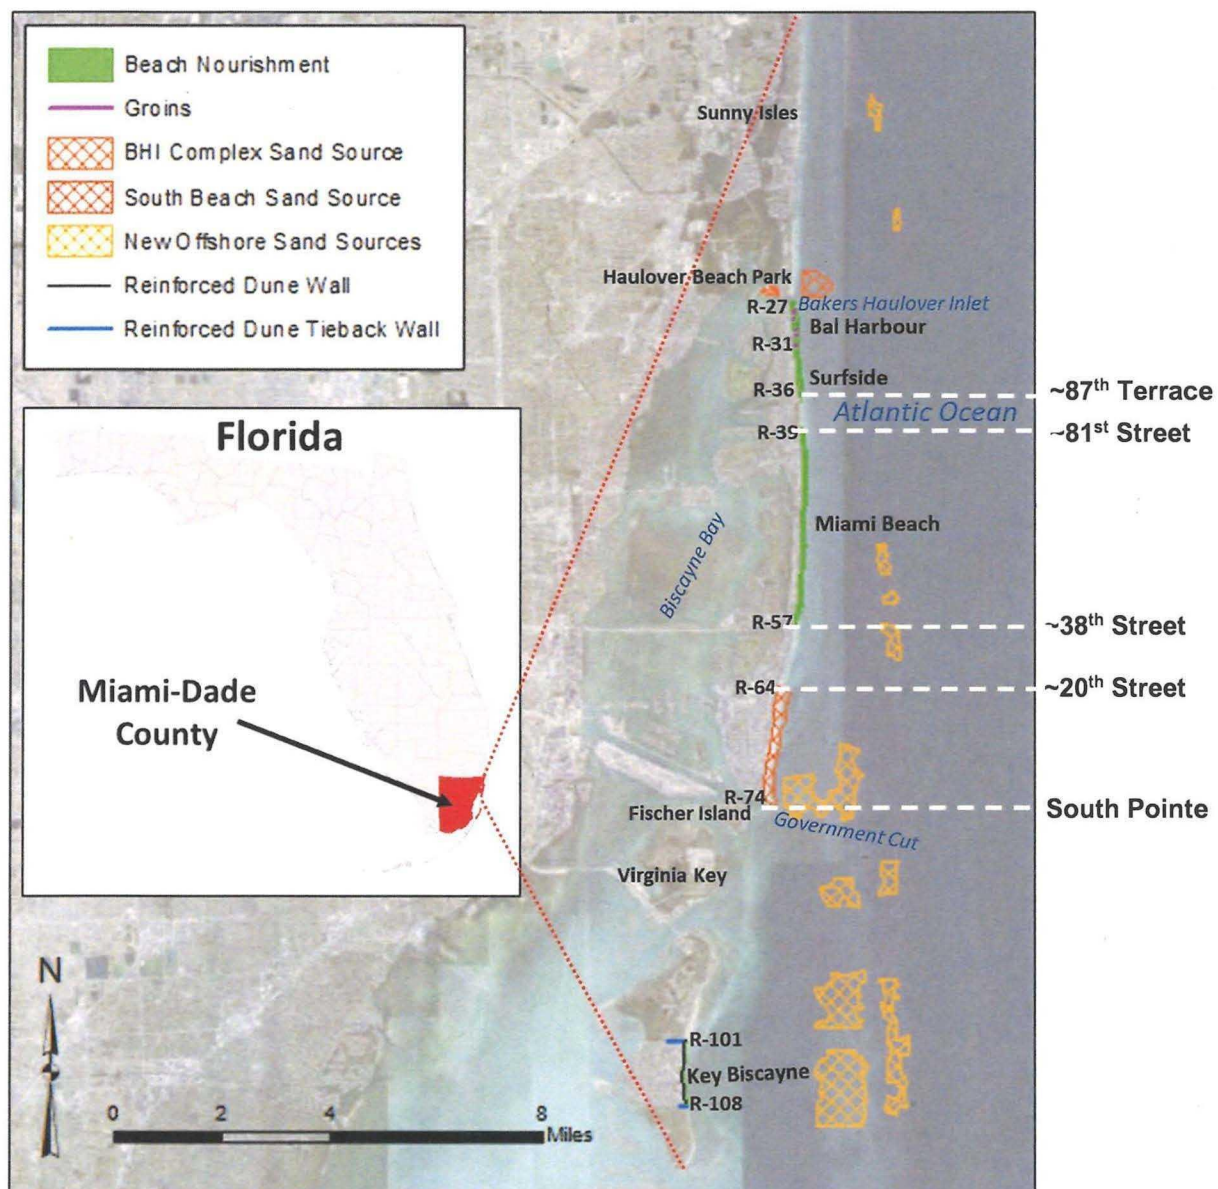 Beach Nourishment
Groins
BHI Complex Sand Source
South Beach Sand Source
New Offshore Sand Sources
Reinforced Dune Wall
Reinforced Dune Tieback Wall
Florida
Miami-Dade
County
N
0 2 4 8
Miles
Sunny Isles
Haulover Beach Park
R-27
Bakers Haulover Inlet
Bal Harbour
R-31
Surfside
R-36
~87th Terrace
Atlantic Ocean
R-39
~81st Street
Miami Beach
Biscayne Bay
R-57
~38th Street
R-64
~20th Street
R-74
South Pointe
Fischer Island
Government Cut
Virginia Key
R-101
Key Biscayne
R-108